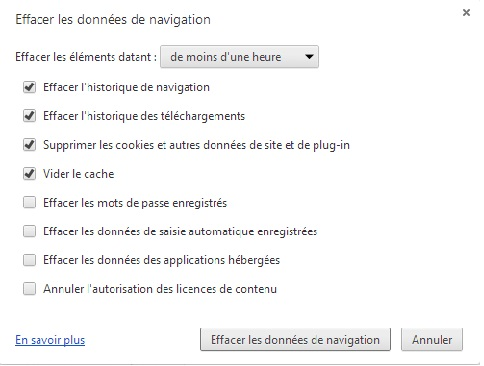 Effacer les données de navigation
Effacer les éléments datant : de moins d'une heure
Effacer l'historique de navigation
Effacer l'historique des téléchargements
Supprimer les cookies et autres données de site et de plug-in
Vider le cache
Effacer les mots de passe enregistrés
Effacer les données de saisie automatique enregistrées
Effacer les données des applications hébergées
Annuler l'autorisation des licences de contenu
En savoir plus Effacer les données de navigation Annuler